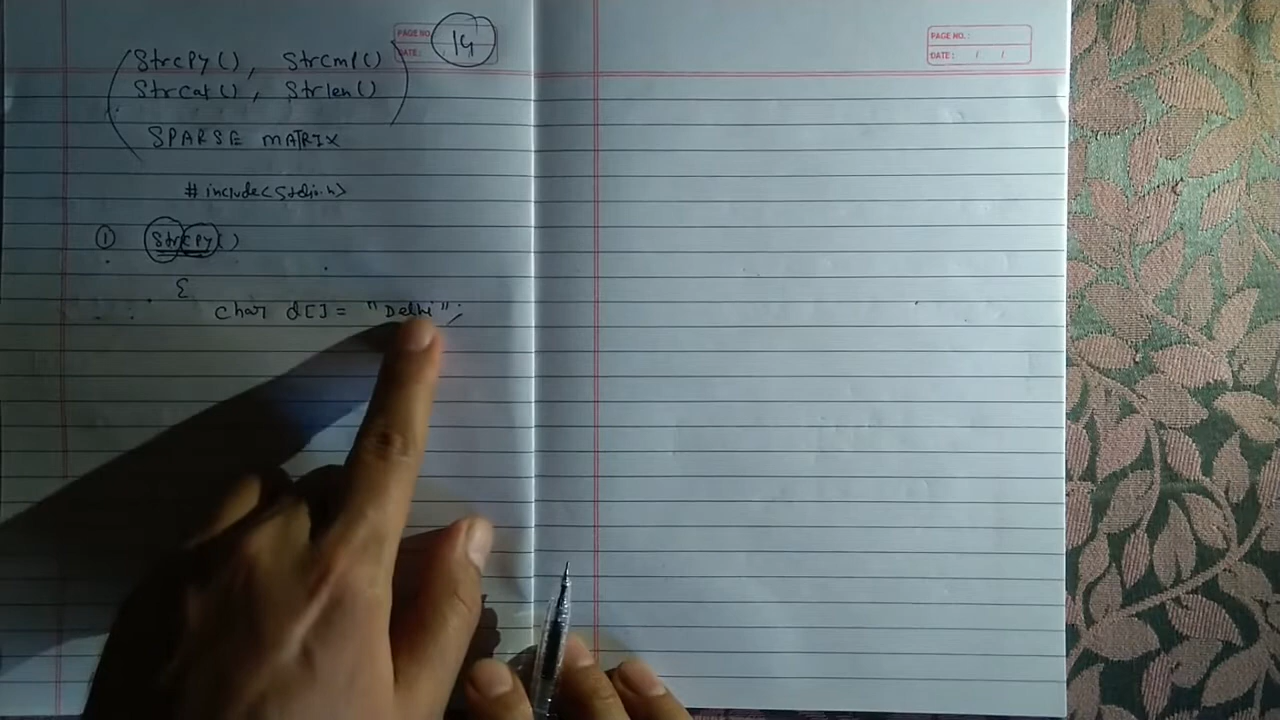 PAGE NO.
DATE:
14
StrcPy(), Strcmp()
Strcat(), Strlen()
SPARSE MATRIX
# include<Stdio.h>
① StrcPy()
{
Char d[] = "Delhi";
PAGE NO.:
DATE: / /